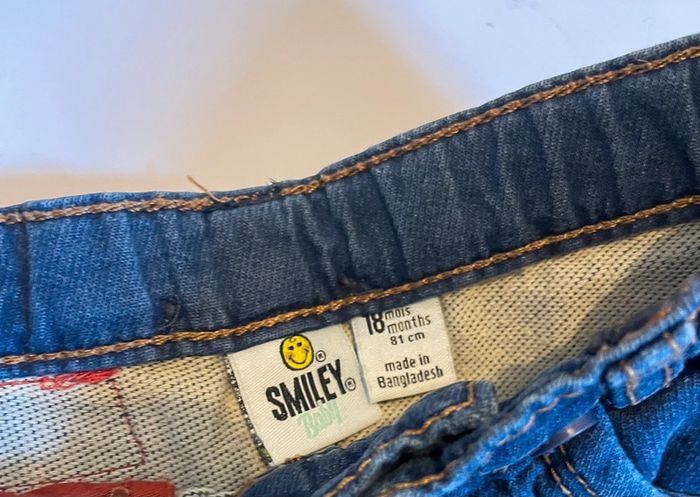 SMILEY®
Baby
18 mois
months
81 cm
made in
Bangladesh